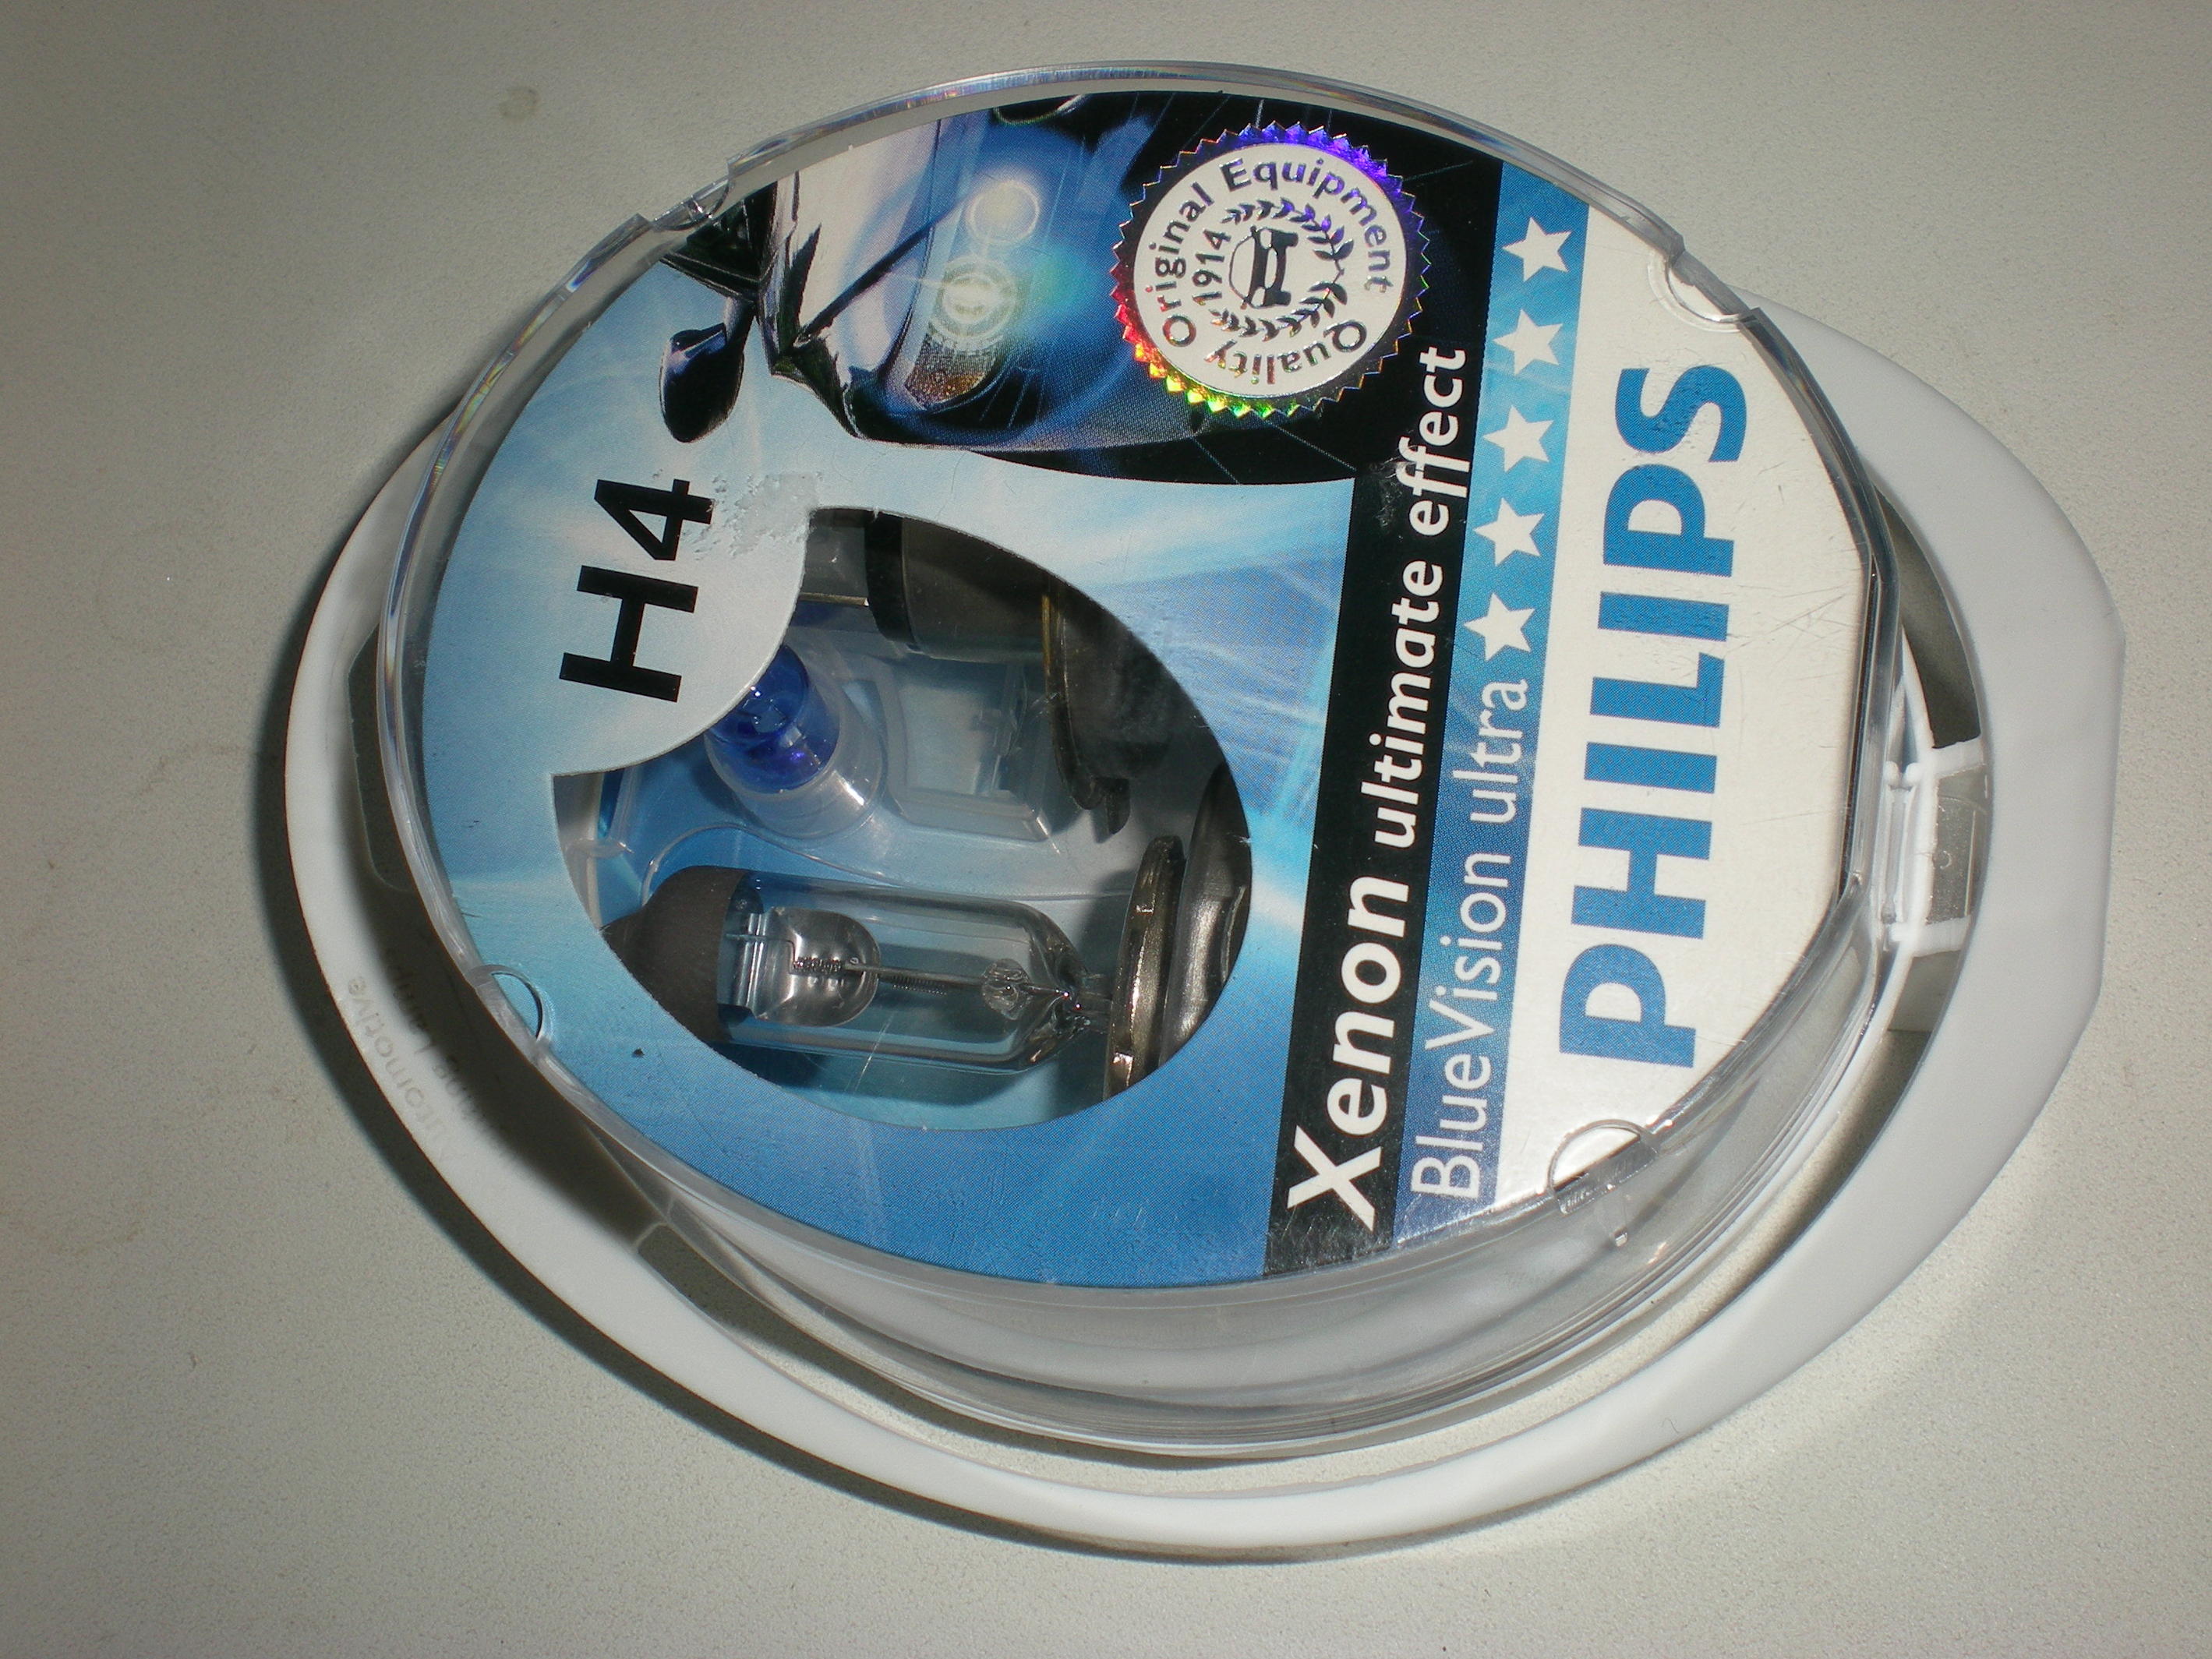 PHILIPS
BlueVision ultra
Xenon ultimate effect
Original Equipment Quality
1914
H4